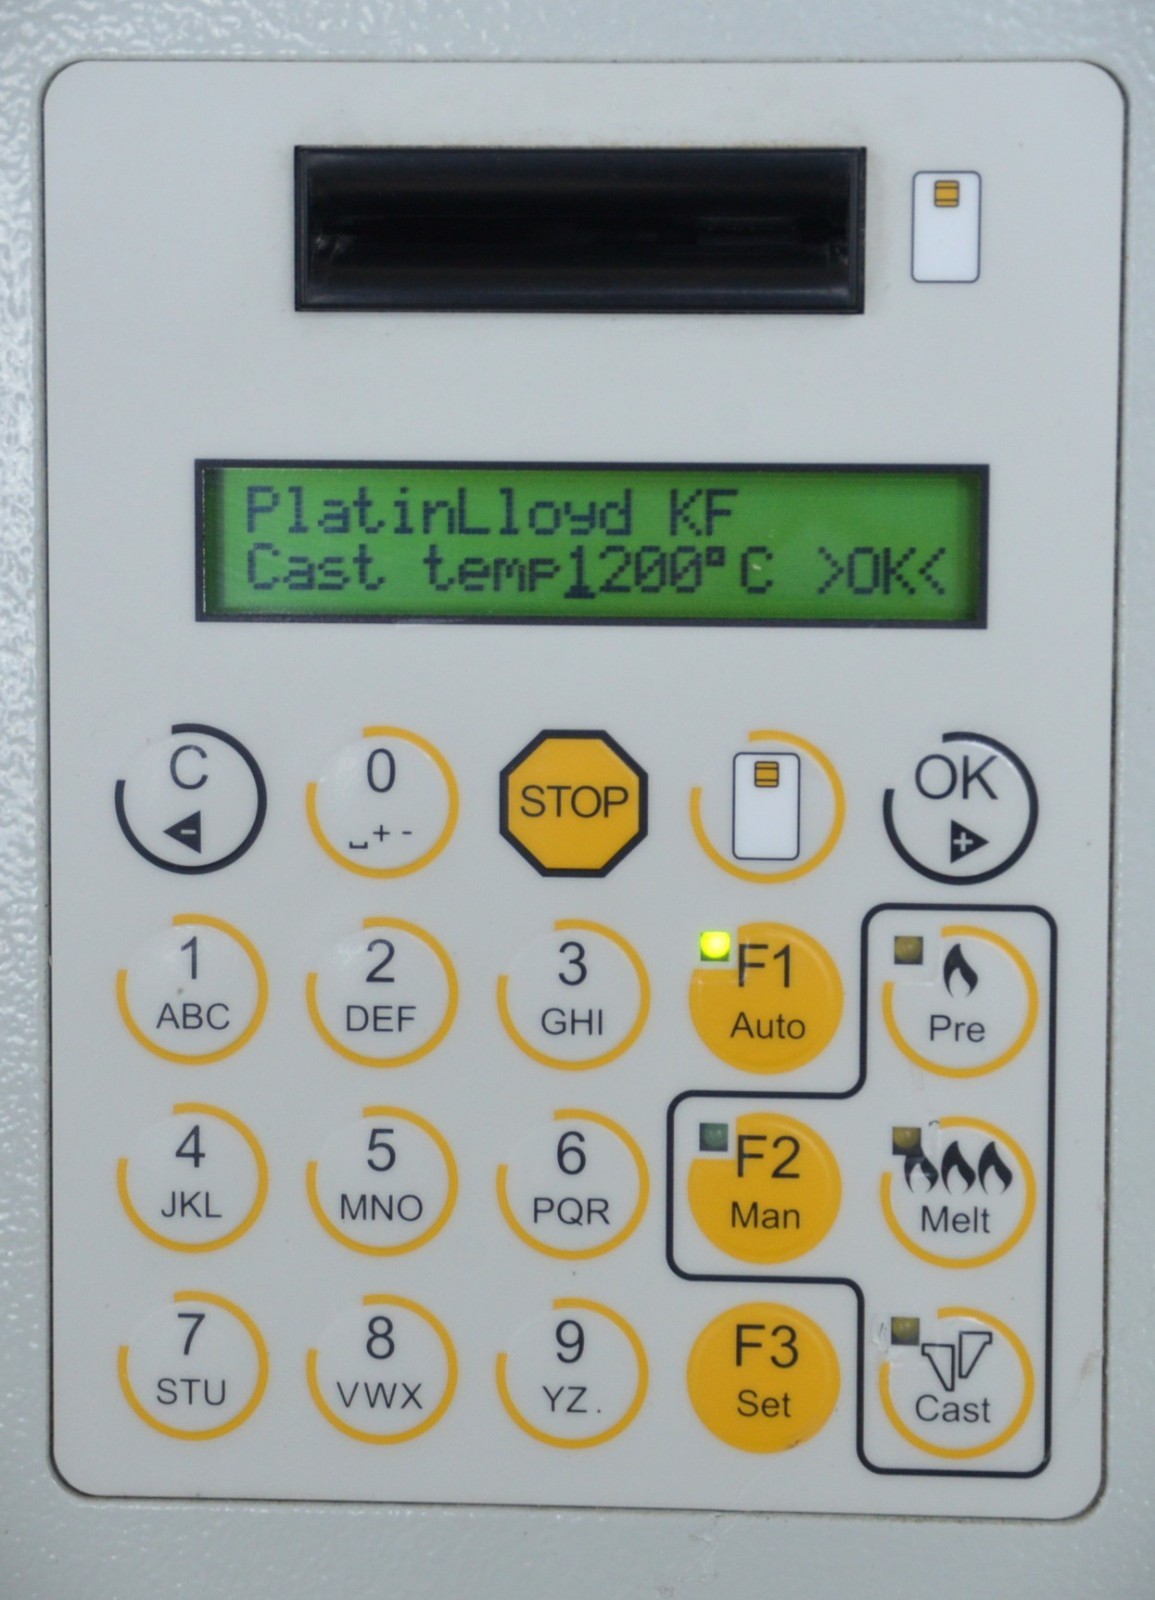 PlatinLloyd KF
Cast temp1200°C >OK<
C
-
0
␣+-
STOP
OK
+
1
ABC
2
DEF
3
GHI
F1
Auto
Pre
4
JKL
5
MNO
6
PQR
F2
Man
Melt
7
STU
8
VWX
9
YZ.
F3
Set
Cast